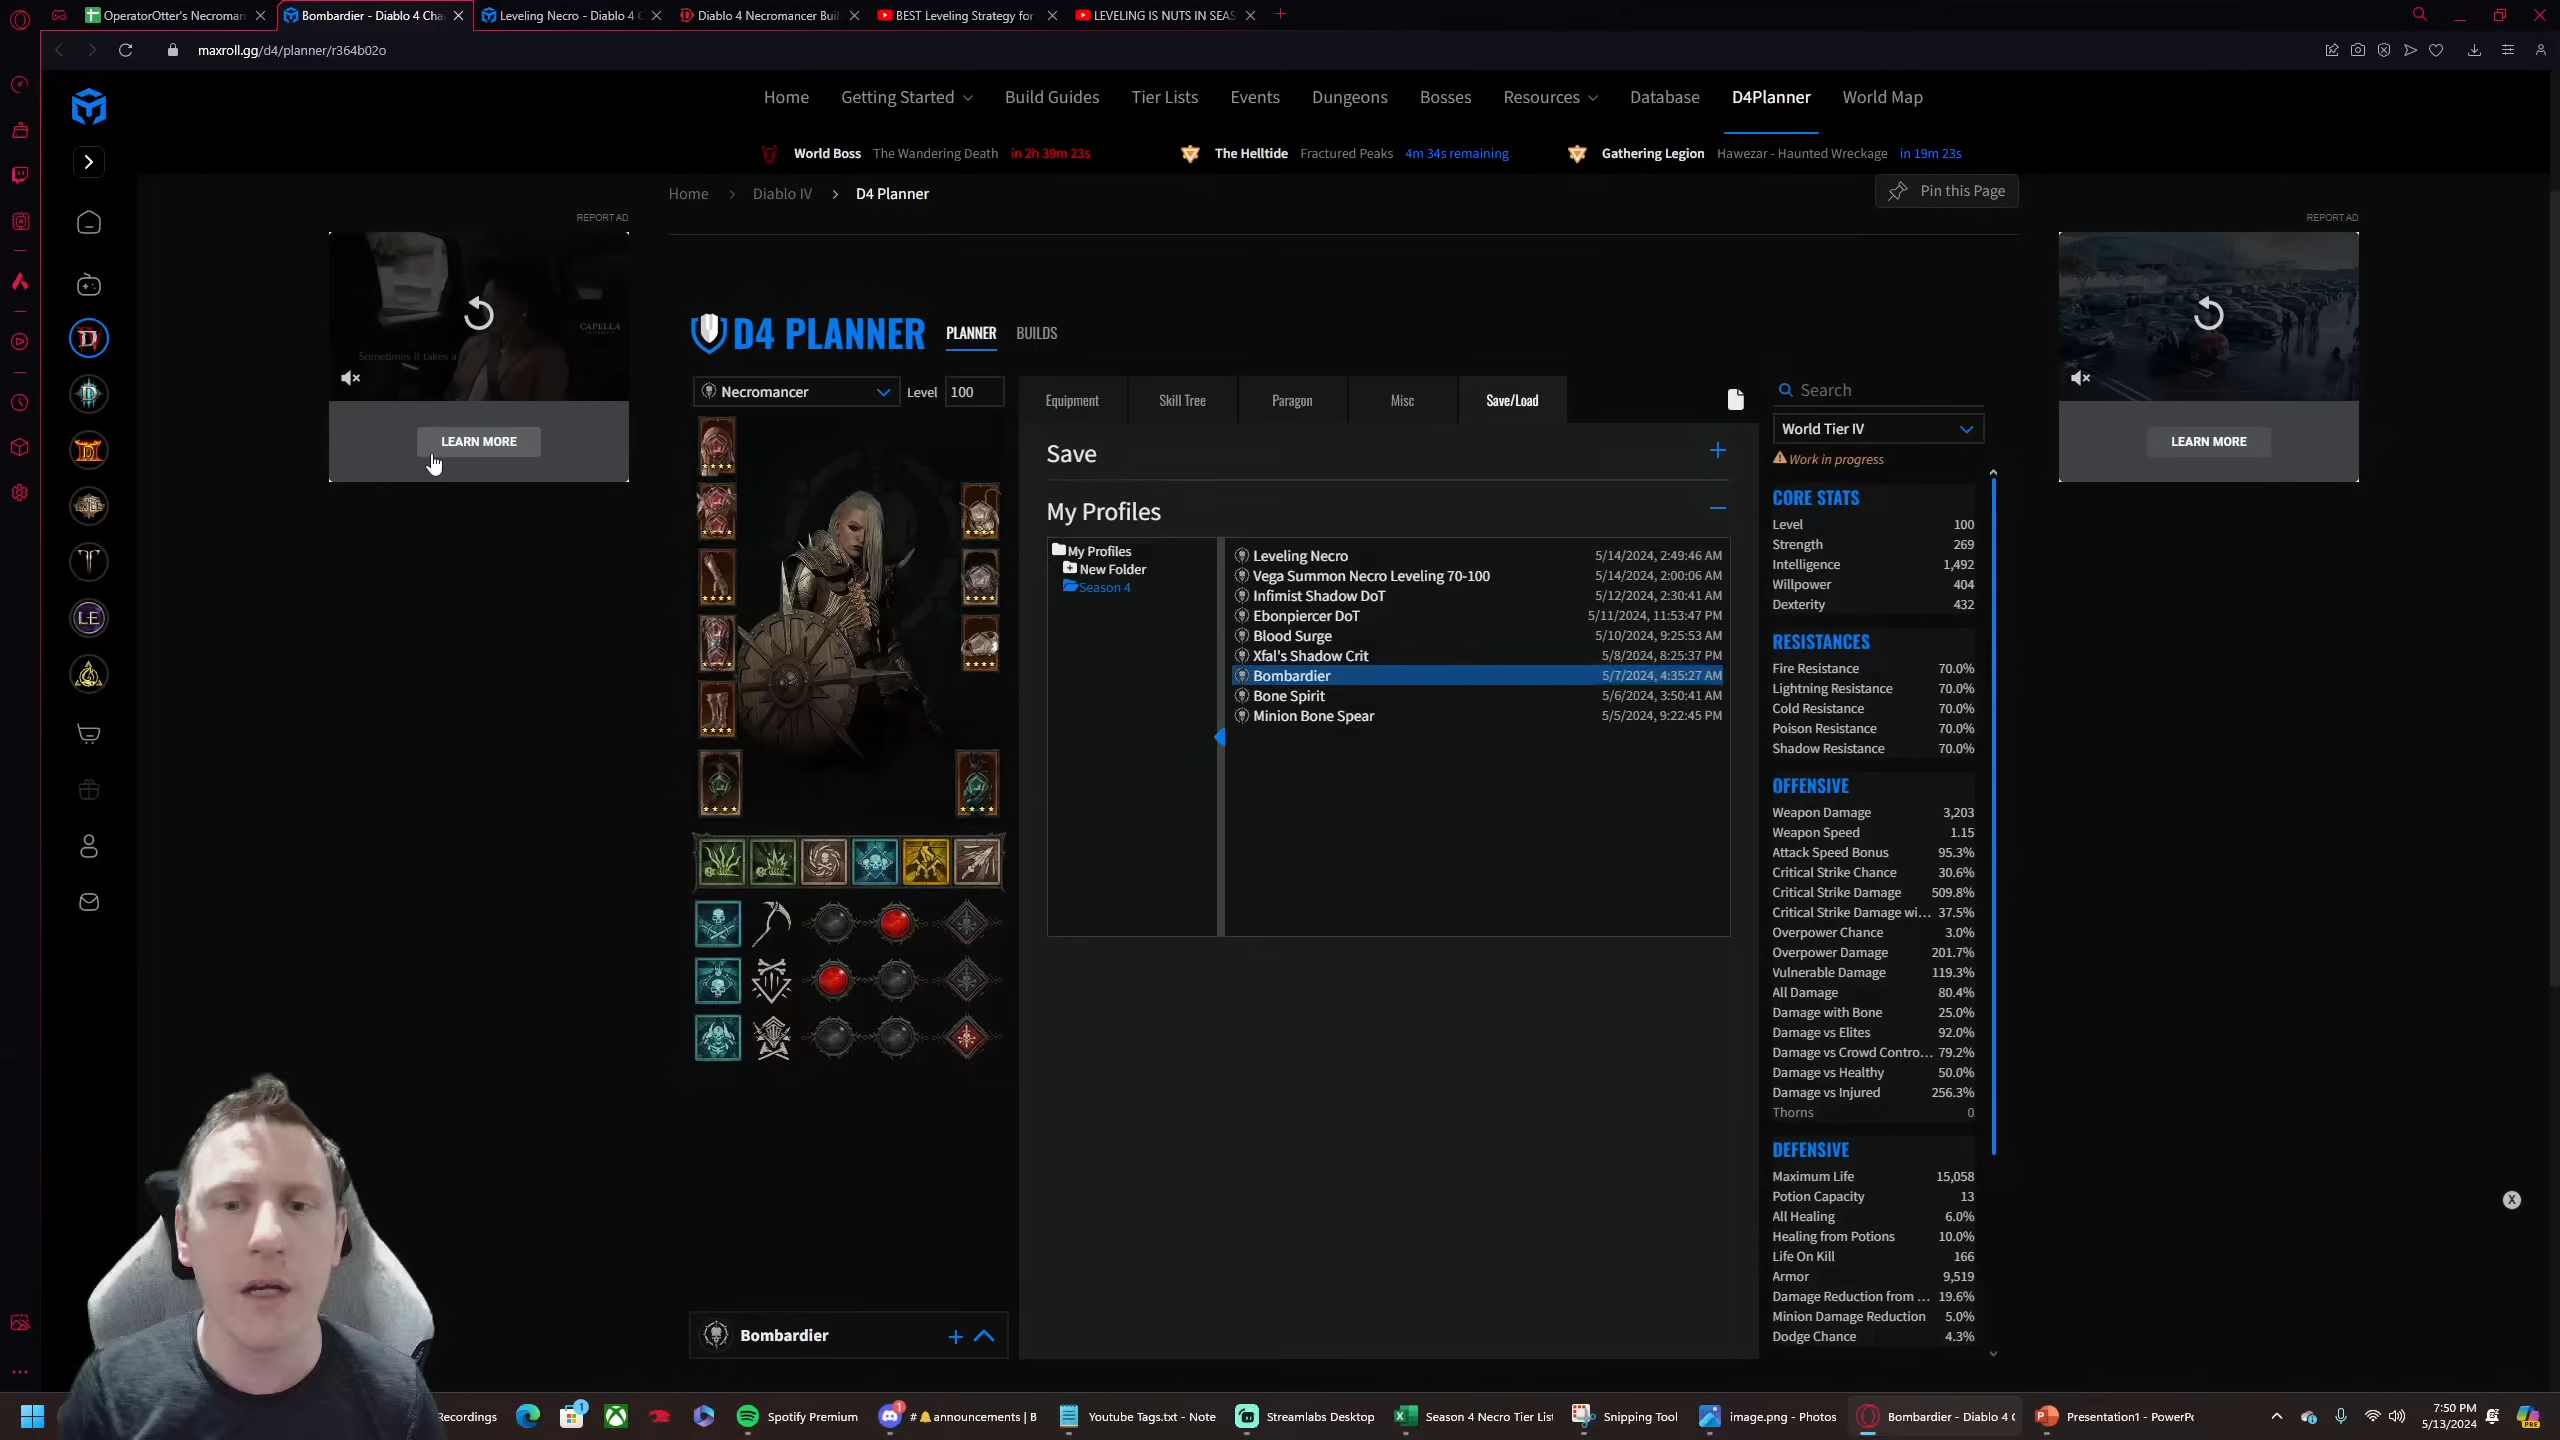 OperatorOtter's Necroman
Bombardier - Diablo 4 Cha
Leveling Necro - Diablo 4 C
Diablo 4 Necromancer Buil
BEST Leveling Strategy for
LEVELING IS NUTS IN SEAS
maxroll.gg/d4/planner/r364b02o
Home
Getting Started
Build Guides
Tier Lists
Events
Dungeons
Bosses
Resources
Database
D4Planner
World Map
World Boss The Wandering Death in 2h 39m 23s
The Helltide Fractured Peaks 4m 34s remaining
Gathering Legion Hawezar - Haunted Wreckage in 19m 23s
Home > Diablo IV > D4 Planner
Pin this Page
REPORT AD
REPORT AD
CAPELLA
Sometimes it takes a
LEARN MORE
LEARN MORE
D4 PLANNER
PLANNER
BUILDS
Necromancer
Level 100
Equipment
Skill Tree
Paragon
Misc
Save/Load
Save
My Profiles
My Profiles
New Folder
Season 4
Leveling Necro 5/14/2024, 2:49:46 AM
Vega Summon Necro Leveling 70-100 5/14/2024, 2:00:06 AM
Infimist Shadow DoT 5/12/2024, 2:30:41 AM
Ebonpiercer DoT 5/11/2024, 11:53:47 PM
Blood Surge 5/10/2024, 9:25:53 AM
Xfal's Shadow Crit 5/8/2024, 8:25:37 PM
Bombardier 5/7/2024, 4:35:27 AM
Bone Spirit 5/6/2024, 3:50:41 AM
Minion Bone Spear 5/5/2024, 9:22:45 PM
Search
World Tier IV
Work in progress
CORE STATS
Level 100
Strength 269
Intelligence 1,492
Willpower 404
Dexterity 432
RESISTANCES
Fire Resistance 70.0%
Lightning Resistance 70.0%
Cold Resistance 70.0%
Poison Resistance 70.0%
Shadow Resistance 70.0%
OFFENSIVE
Weapon Damage 3,203
Weapon Speed 1.15
Attack Speed Bonus 95.3%
Critical Strike Chance 30.6%
Critical Strike Damage 509.8%
Critical Strike Damage wi... 37.5%
Overpower Chance 3.0%
Overpower Damage 201.7%
Vulnerable Damage 119.3%
All Damage 80.4%
Damage with Bone 25.0%
Damage vs Elites 92.0%
Damage vs Crowd Contro... 79.2%
Damage vs Healthy 50.0%
Damage vs Injured 256.3%
Thorns 0
DEFENSIVE
Maximum Life 15,058
Potion Capacity 13
All Healing 6.0%
Healing from Potions 10.0%
Life On Kill 166
Armor 9,519
Damage Reduction from ... 19.6%
Minion Damage Reduction 5.0%
Dodge Chance 4.3%
Bombardier
LE
X
Recordings
1
Spotify Premium
1
# announcements | B
Youtube Tags.txt - Note
Streamlabs Desktop
Season 4 Necro Tier List
Snipping Tool
image.png - Photos
Bombardier - Diablo 4 C
Presentation1 - PowerPo
7:50 PM
5/13/2024
PRE